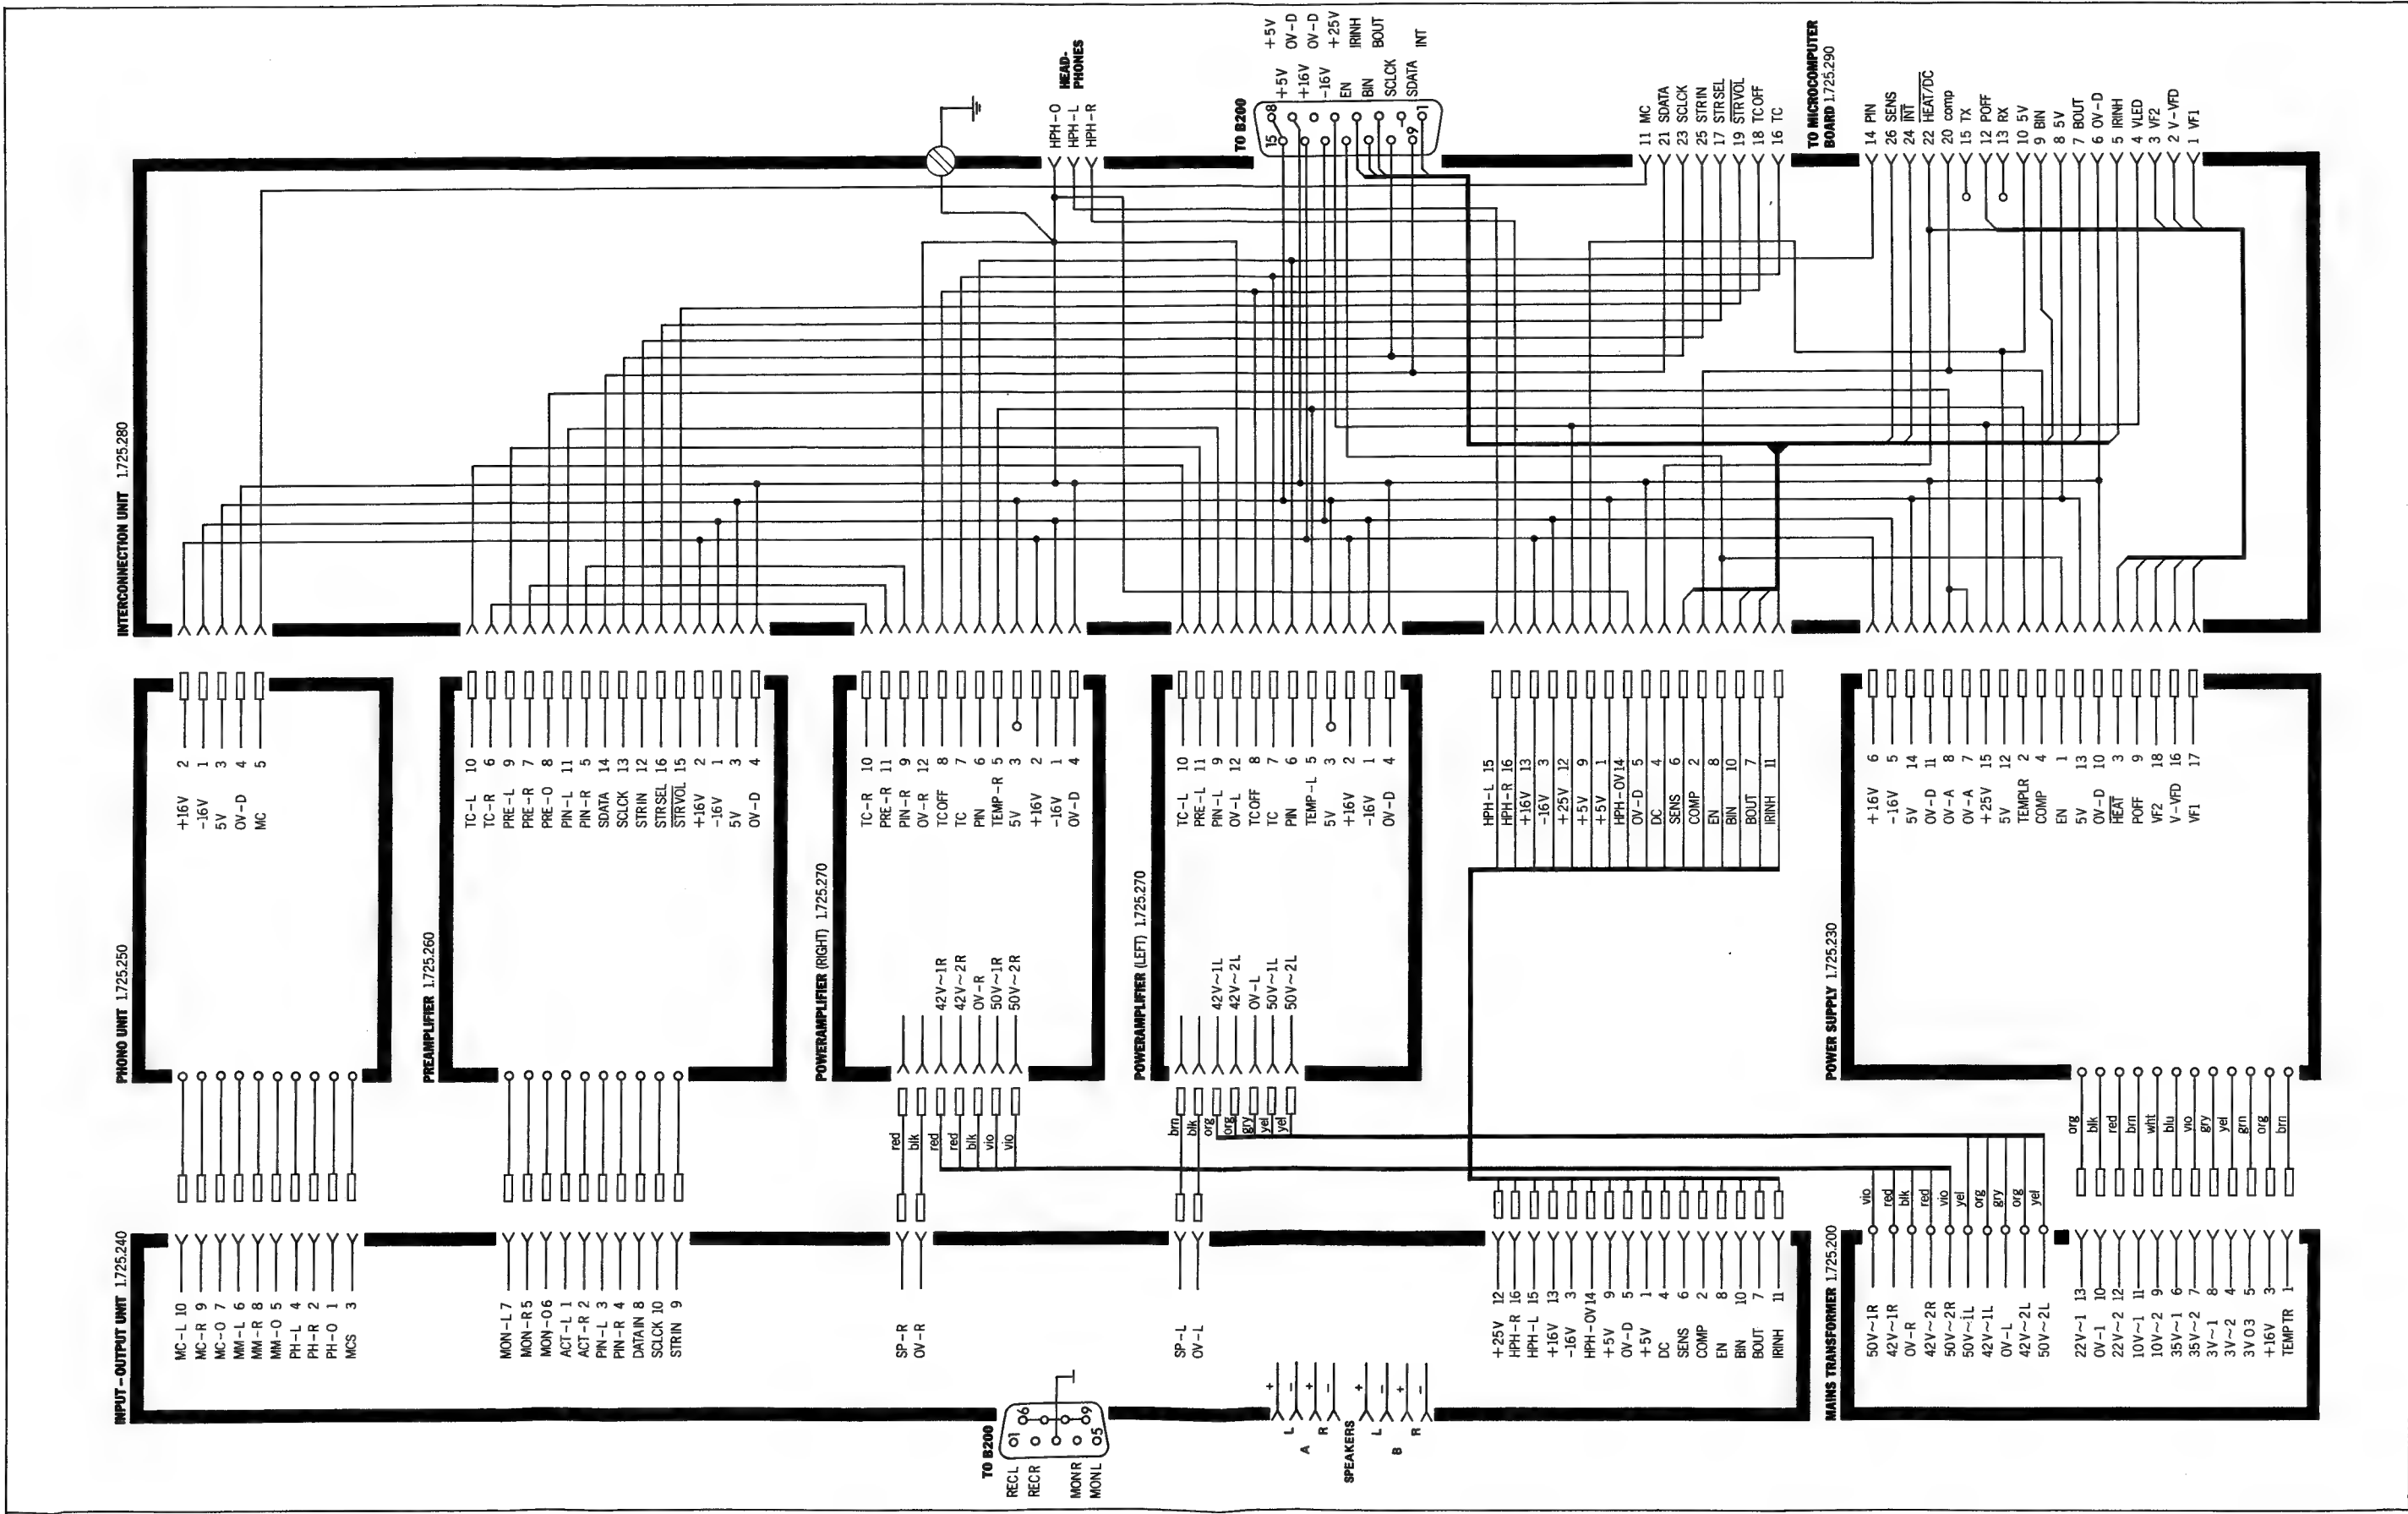 INTERCONNECTION UNIT 1.725.280
HEAD-PHONES
HPH-O
HPH-L
HPH-R
TO B200
+5V
OV-D
OV-D
+25V
IRINH
BOUT
INT
+5V
+16V
-16V
EN
BIN
SCLCK
SDATA
15
8
9
1
TO MICROCOMPUTER
BOARD 1.725.290
11 MC
21 SDATA
23 SCLCK
25 STRIN
17 STRSEL
19 STRVOL
18 TCOFF
16 TC
14 PIN
26 SENS
24 INT
22 HEAT/DC
20 comp
15 TX
12 POFF
13 RX
10 5V
9 BIN
8 5V
7 BOUT
6 OV-D
5 IRINH
4 VLED
3 VF2
2 V-VFD
1 VF1
PHONO UNIT 1.725.250
+16V 2
-16V 1
5V 3
OV-D 4
MC 5
PREAMPLIFIER 1.725.260
TC-L 10
TC-R 6
PRE-L 9
PRE-R 7
PRE-O 8
PIN-L 11
PIN-R 5
SDATA 14
SCLCK 13
STRIN 12
STRSEL 16
STRVOL 15
+16V 2
-16V 1
5V 3
OV-D 4
POWERAMPLIFIER (RIGHT) 1.725.270
TC-R 10
PRE-R 11
PIN-R 9
OV-R 12
TCOFF 8
TC 7
PIN 6
TEMP-R 5
5V 3
+16V 2
-16V 1
OV-D 4
42V~1R
42V~2R
OV-R
50V~1R
50V~2R
red
blk
red
red
blk
vio
vio
POWERAMPLIFIER (LEFT) 1.725.270
TC-L 10
PRE-L 11
PIN-L 9
OV-L 12
TCOFF 8
TC 7
PIN 6
TEMP-L 5
5V 3
+16V 2
-16V 1
OV-D 4
42V~1L
42V~2L
OV-L
50V~1L
50V~2L
brn
blk
org
org
gry
yel
yel
HPH-L 15
HPH-R 16
+16V 13
-16V 3
+25V 12
+5V 9
+5V 1
HPH-OV 14
OV-D 5
DC 4
SENS 6
COMP 2
EN 8
BIN 10
BOUT 7
IRINH 11
POWER SUPPLY 1.725.230
+16V 6
-16V 5
5V 14
OV-D 11
OV-A 8
OV-A 7
+25V 15
5V 12
TEMPLR 2
COMP 4
EN 1
5V 13
OV-D 10
HEAT 3
POFF 9
VF2 18
V-VFD 16
VF1 17
org
blk
red
brn
wht
blu
vio
gry
yel
grn
org
brn
INPUT-OUTPUT UNIT 1.725.240
MC-L 10
MC-R 9
MC-O 7
MM-L 6
MM-R 8
MM-O 5
PH-L 4
PH-R 2
PH-O 1
MCS 3
MON-L 7
MON-R 5
MON-O 6
ACT-L 1
ACT-R 2
PIN-L 3
PIN-R 4
DATAIN 8
SCLCK 10
STRIN 9
SP-R
OV-R
SP-L
OV-L
+25V 12
HPH-R 16
HPH-L 15
+16V 13
-16V 3
HPH-OV 14
+5V 9
OV-D 5
+5V 1
DC 4
SENS 6
COMP 2
EN 8
BIN 10
BOUT 7
IRINH 11
TO B200
1
6
5
9
RECL
RECR
MONR
MONL
SPEAKERS
A
L
R
B
L
R
+
-
+
-
+
-
+
-
MAINS TRANSFORMER 1.725.200
vio
red
blk
red
vio
yel
org
gry
org
yel
50V~1R
42V~1R
OV-R
42V~2R
50V~2R
50V~1L
42V~1L
OV-L
42V~2L
50V~2L
22V~1 13
OV-1 10
22V~2 12
10V~1 11
10V~2 9
35V~1 6
35V~2 7
3V~1 8
3V~2 4
3V 03 5
+16V 3
TEMPTR 1